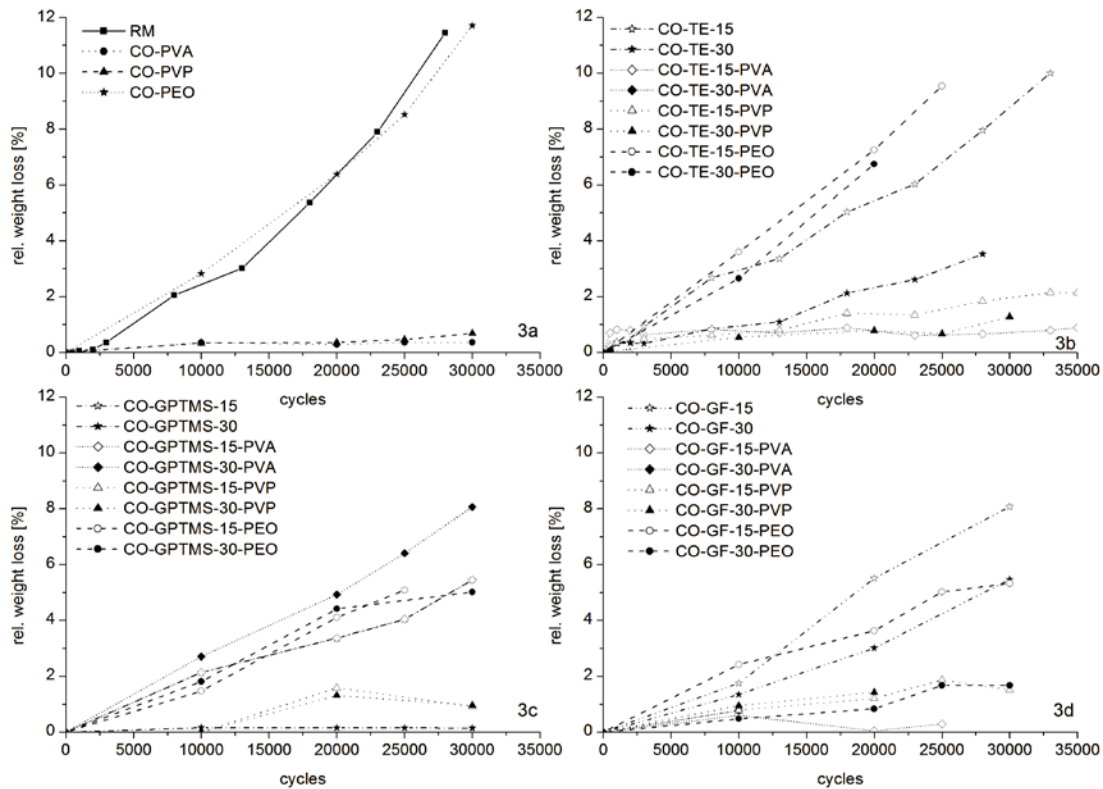 rel. weight loss [%]
12
10
8
6
4
2
0
RM
CO-PVA
CO-PVP
CO-PEO
3a
0 5000 10000 15000 20000 25000 30000 35000
cycles
rel. weight loss [%]
12
10
8
6
4
2
0
CO-TE-15
CO-TE-30
CO-TE-15-PVA
CO-TE-30-PVA
CO-TE-15-PVP
CO-TE-30-PVP
CO-TE-15-PEO
CO-TE-30-PEO
3b
0 5000 10000 15000 20000 25000 30000 35000
cycles
rel. weight loss [%]
12
10
8
6
4
2
0
CO-GPTMS-15
CO-GPTMS-30
CO-GPTMS-15-PVA
CO-GPTMS-30-PVA
CO-GPTMS-15-PVP
CO-GPTMS-30-PVP
CO-GPTMS-15-PEO
CO-GPTMS-30-PEO
3c
0 5000 10000 15000 20000 25000 30000 35000
cycles
rel. weight loss [%]
12
10
8
6
4
2
0
CO-GF-15
CO-GF-30
CO-GF-15-PVA
CO-GF-30-PVA
CO-GF-15-PVP
CO-GF-30-PVP
CO-GF-15-PEO
CO-GF-30-PEO
3d
0 5000 10000 15000 20000 25000 30000 35000
cycles